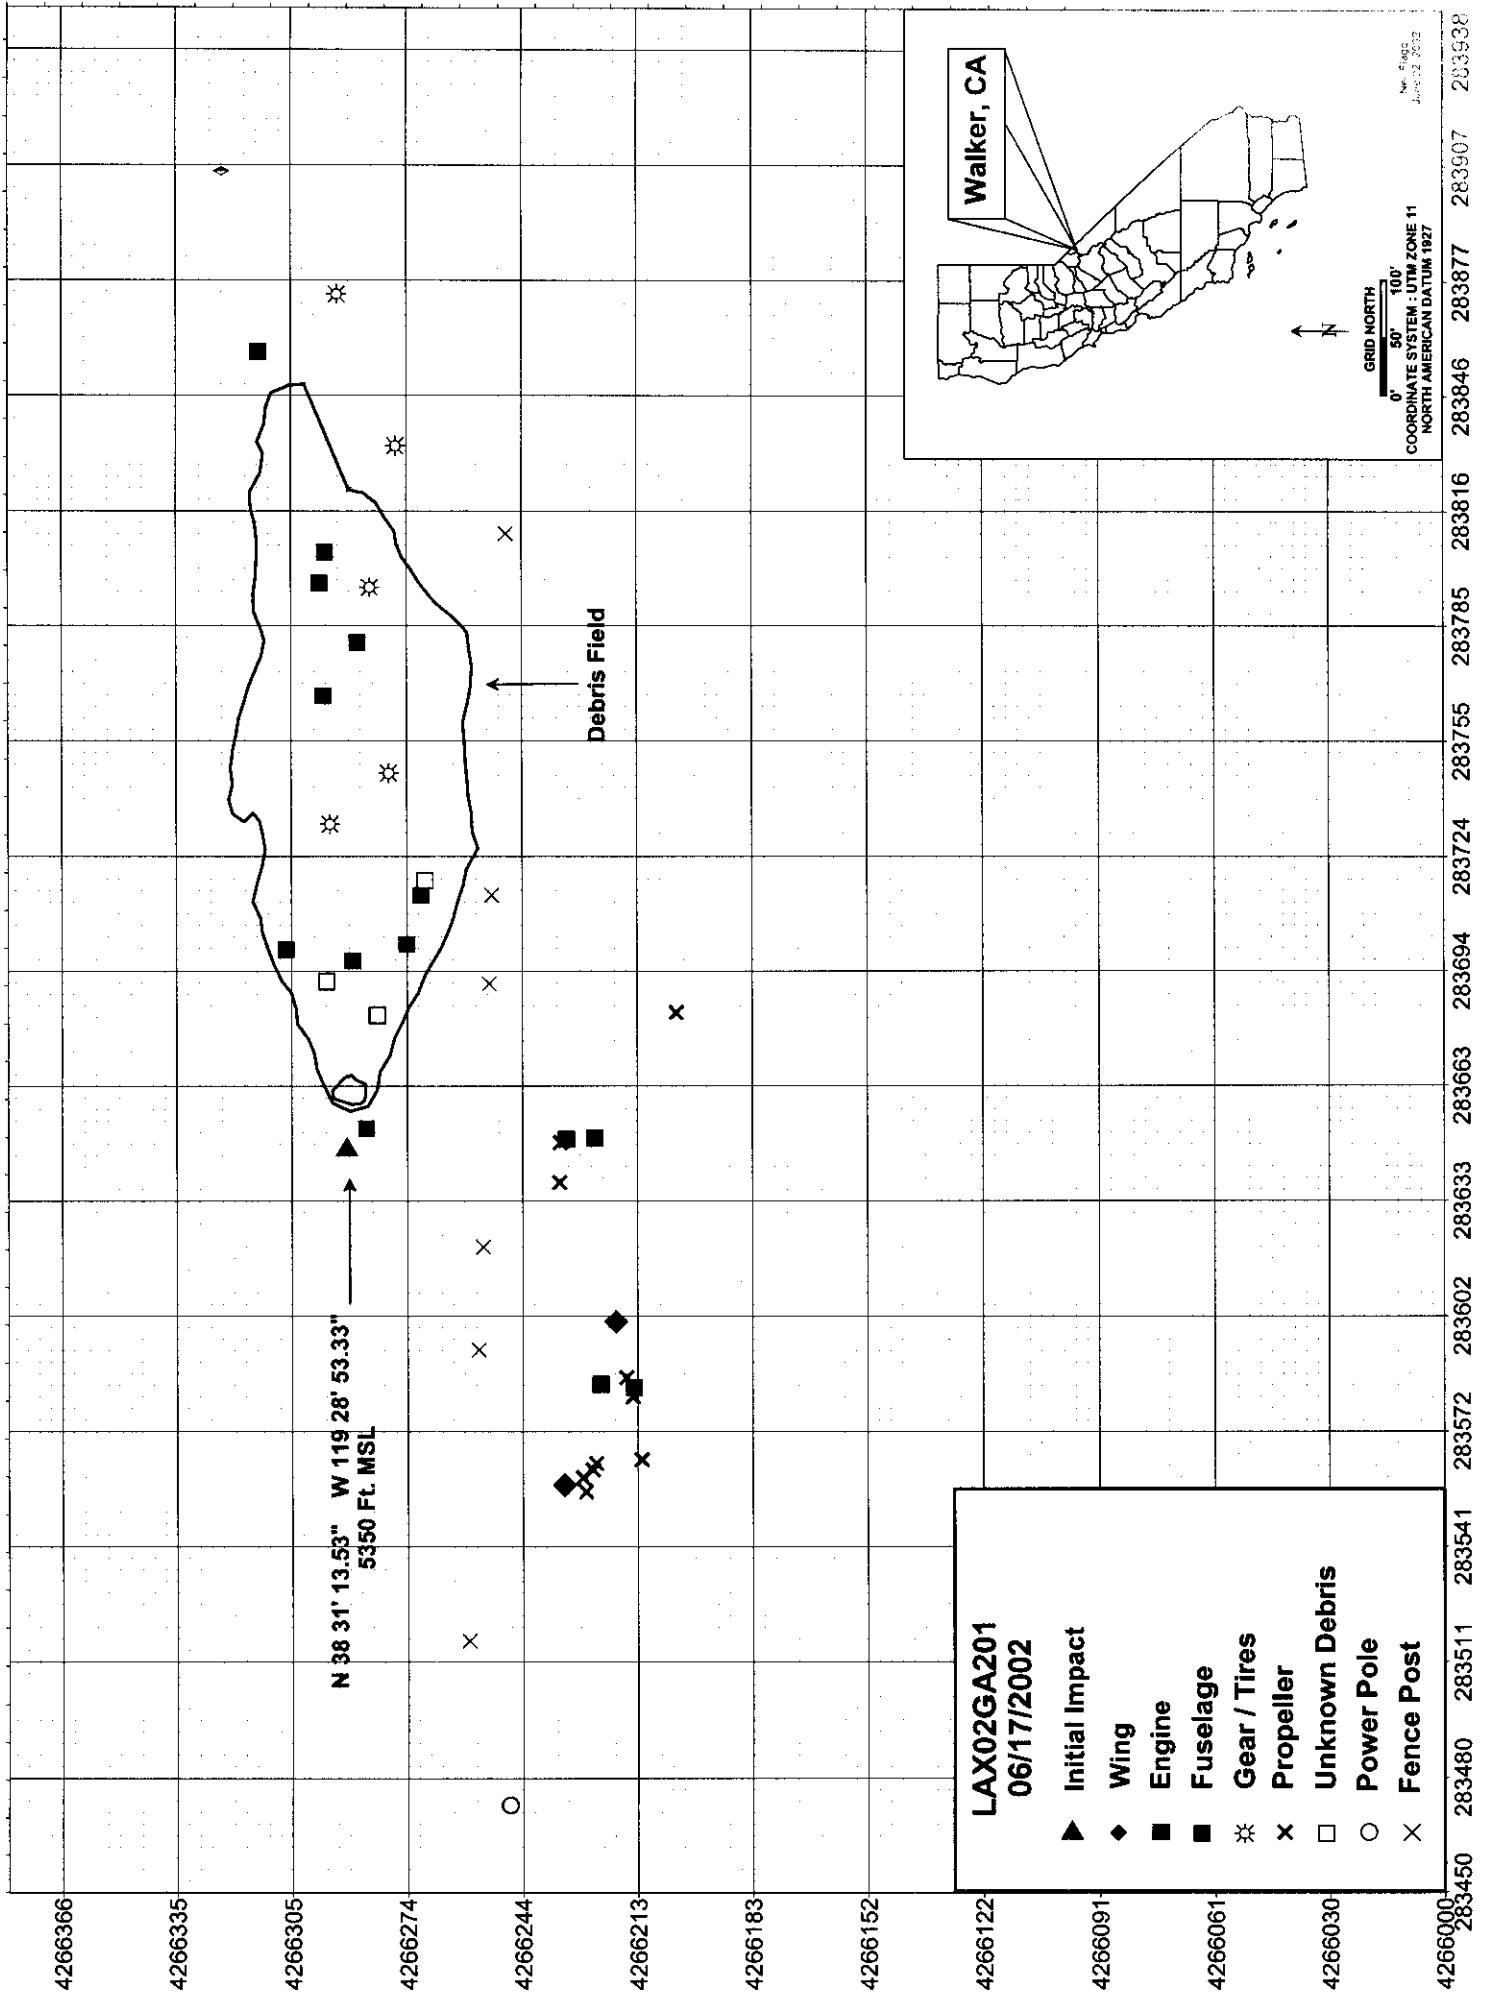 4266366
4266335
4266305
4266274
4266244
4266213
4266183
4266152
4266122
4266091
4266061
4266030
4266000
N 38 31' 13.53" W 119 28' 53.33"
5350 Ft. MSL
Debris Field
LAX02GA201
06/17/2002
Initial Impact
Wing
Engine
Fuselage
Gear / Tires
Propeller
Unknown Debris
Power Pole
Fence Post
Walker, CA
N
GRID NORTH
0' 50' 100'
COORDINATE SYSTEM : UTM ZONE 11
NORTH AMERICAN DATUM 1927
283450 283480 283511 283541 283572 283602 283633 283663 283694 283724 283755 283785 283816 283846 283877 283907 283938